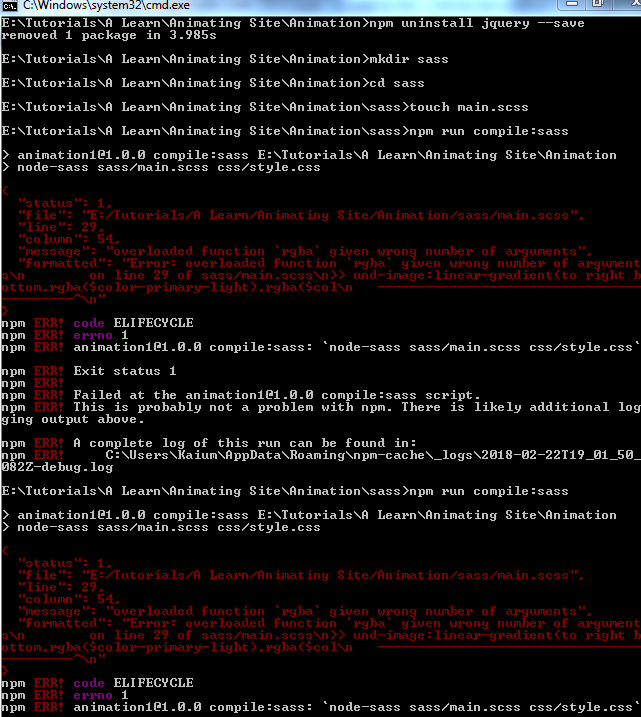 C:\Windows\system32\cmd.exe
E:\Tutorials\A Learn\Animating Site\Animation>npm uninstall jquery --save
removed 1 package in 3.985s
E:\Tutorials\A Learn\Animating Site\Animation>mkdir sass
E:\Tutorials\A Learn\Animating Site\Animation>cd sass
E:\Tutorials\A Learn\Animating Site\Animation\sass>touch main.scss
E:\Tutorials\A Learn\Animating Site\Animation\sass>npm run compile:sass
> animation1@1.0.0 compile:sass E:\Tutorials\A Learn\Animating Site\Animation
> node-sass sass/main.scss css/style.css
{
  "status": 1,
  "file": "E:/Tutorials/A Learn/Animating Site/Animation/sass/main.scss",
  "line": 29,
  "column": 54,
  "message": "overloaded function `rgba` given wrong number of arguments",
  "formatted": "Error: overloaded function `rgba` given wrong number of argument
s\n        on line 29 of sass/main.scss\n>> und-image:linear-gradient(to right b
ottom,rgba($color-primary-light),rgba($col\n   ---------------------------------
---------^\n"
}
npm ERR! code ELIFECYCLE
npm ERR! errno 1
npm ERR! animation1@1.0.0 compile:sass: `node-sass sass/main.scss css/style.css`
npm ERR! Exit status 1
npm ERR!
npm ERR! Failed at the animation1@1.0.0 compile:sass script.
npm ERR! This is probably not a problem with npm. There is likely additional log
ging output above.
npm ERR! A complete log of this run can be found in:
npm ERR!     C:\Users\Kaium\AppData\Roaming\npm-cache\_logs\2018-02-22T19_01_50_
082Z-debug.log
E:\Tutorials\A Learn\Animating Site\Animation\sass>npm run compile:sass
> animation1@1.0.0 compile:sass E:\Tutorials\A Learn\Animating Site\Animation
> node-sass sass/main.scss css/style.css
{
  "status": 1,
  "file": "E:/Tutorials/A Learn/Animating Site/Animation/sass/main.scss",
  "line": 29,
  "column": 54,
  "message": "overloaded function `rgba` given wrong number of arguments",
  "formatted": "Error: overloaded function `rgba` given wrong number of argument
s\n        on line 29 of sass/main.scss\n>> und-image:linear-gradient(to right b
ottom,rgba($color-primary-light),rgba($col\n   ---------------------------------
---------^\n"
}
npm ERR! code ELIFECYCLE
npm ERR! errno 1
npm ERR! animation1@1.0.0 compile:sass: `node-sass sass/main.scss css/style.css`